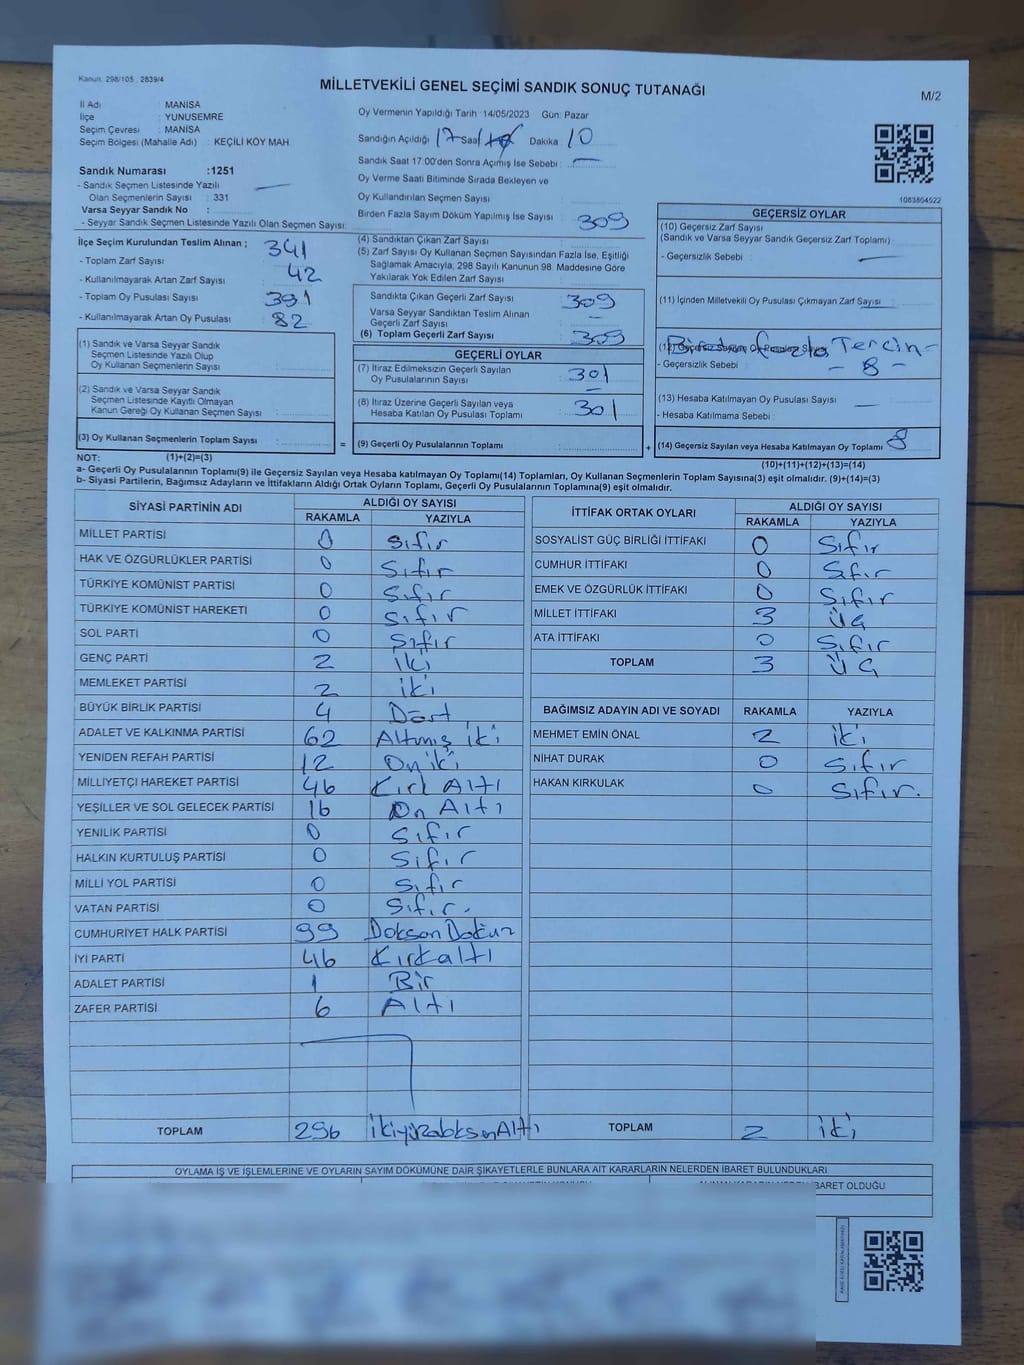 Kanun: 298/105 , 2839/4
MİLLETVEKİLİ GENEL SEÇİMİ SANDIK SONUÇ TUTANAĞI
M/2
İl Adı : MANİSA
İlçe : YUNUSEMRE
Seçim Çevresi : MANİSA
Seçim Bölgesi (Mahalle Adı) : KEÇİLİ KÖY MAH.
Oy Vermenin Yapıldığı Tarih :14/05/2023 Gün: Pazar
Sandığın Açıldığı 17 Saat Dakika 10
Sandık Saat 17:00'den Sonra Açılmış İse Sebebi : —
Oy Verme Saati Bitiminde Sırada Bekleyen ve
Oy Kullandırılan Seçmen Sayısı :
Birden Fazla Sayım Döküm Yapılmış İse Sayısı :
309
1083804522
Sandık Numarası :1251
- Sandık Seçmen Listesinde Yazılı
Olan Seçmenlerin Sayısı : 331
Varsa Seyyar Sandık No :
- Seyyar Sandık Seçmen Listesinde Yazılı Olan Seçmen Sayısı:
İlçe Seçim Kurulundan Teslim Alınan ;
- Toplam Zarf Sayısı : 341
- Kullanılmayarak Artan Zarf Sayısı : 42
- Toplam Oy Pusulası Sayısı : 391
- Kullanılmayarak Artan Oy Pusulası : 82
(1) Sandık ve Varsa Seyyar Sandık
Seçmen Listesinde Yazılı Olup
Oy Kullanan Seçmenlerin Sayısı :
(2) Sandık ve Varsa Seyyar Sandık
Seçmen Listesinde Kayıtlı Olmayan
Kanun Gereği Oy Kullanan Seçmen Sayısı :
(3) Oy Kullanan Seçmenlerin Toplam Sayısı :
(4) Sandıktan Çıkan Zarf Sayısı :
(5) Zarf Sayısı Oy Kullanan Seçmen Sayısından Fazla İse, Eşitliği
Sağlamak Amacıyla, 298 Sayılı Kanunun 98. Maddesine Göre
Yakılarak Yok Edilen Zarf Sayısı :
Sandıkta Çıkan Geçerli Zarf Sayısı : 309
Varsa Seyyar Sandıktan Teslim Alınan
Geçerli Zarf Sayısı : —
(6) Toplam Geçerli Zarf Sayısı : 309
GEÇERLİ OYLAR
(7) İtiraz Edilmeksizin Geçerli Sayılan
Oy Pusulalarının Sayısı : 301
(8) İtiraz Üzerine Geçerli Sayılan veya
Hesaba Katılan Oy Pusulası Toplamı : — 301
= (9) Geçerli Oy Pusulalarının Toplamı :
GEÇERSİZ OYLAR
(10) Geçersiz Zarf Sayısı
(Sandık ve Varsa Seyyar Sandık Geçersiz Zarf Toplamı) :
- Geçersizlik Sebebi : —
(11) İçinden Milletvekili Oy Pusulası Çıkmayan Zarf Sayısı : —
(12) Geçersiz Sayılan Oy Pusulası Sayısı Birden fazla Tercih -
- Geçersizlik Sebebi : - 8 -
(13) Hesaba Katılmayan Oy Pusulası Sayısı : —
- Hesaba Katılmama Sebebi :
+ (14) Geçersiz Sayılan veya Hesaba Katılmayan Oy Toplamı : 8
NOT: (1)+(2)=(3) (10)+(11)+(12)+(13)=(14)
a- Geçerli Oy Pusulalarının Toplamı(9) ile Geçersiz Sayılan veya Hesaba katılmayan Oy Toplamı(14) Toplamları, Oy Kullanan Seçmenlerin Toplam Sayısına(3) eşit olmalıdır. (9)+(14)=(3)
b- Siyasi Partilerin, Bağımsız Adayların ve İttifakların Aldığı Ortak Oyların Toplamı, Geçerli Oy Pusulalarının Toplamına(9) eşit olmalıdır.
SİYASİ PARTİNİN ADI ALDIĞI OY SAYISI
RAKAMLA YAZIYLA
MİLLET PARTİSİ 0 Sıfır
HAK VE ÖZGÜRLÜKLER PARTİSİ 0 Sıfır
TÜRKİYE KOMÜNİST PARTİSİ 0 Sıfır
TÜRKİYE KOMÜNİST HAREKETİ 0 Sıfır
SOL PARTİ 0 Sıfır
GENÇ PARTİ 2 İki
MEMLEKET PARTİSİ 2 iki
BÜYÜK BİRLİK PARTİSİ 4 Dört
ADALET VE KALKINMA PARTİSİ 62 Altmış iki
YENİDEN REFAH PARTİSİ 12 On iki
MİLLİYETÇİ HAREKET PARTİSİ 46 Kırk Altı
YEŞİLLER VE SOL GELECEK PARTİSİ 16 On Altı
YENİLİK PARTİSİ 0 Sıfır
HALKIN KURTULUŞ PARTİSİ 0 Sıfır
MİLLİ YOL PARTİSİ 0 Sıfır
VATAN PARTİSİ 0 Sıfır.
CUMHURİYET HALK PARTİSİ 99 Doksan Dokuz
İYİ PARTİ 46 Kırkaltı
ADALET PARTİSİ 1 Bir
ZAFER PARTİSİ 6 Altı
TOPLAM 296 İkiyüzdoksanAltı
İTTİFAK ORTAK OYLARI ALDIĞI OY SAYISI
RAKAMLA YAZIYLA
SOSYALİST GÜÇ BİRLİĞİ İTTİFAKI 0 Sıfır
CUMHUR İTTİFAKI 0 Sıfır
EMEK VE ÖZGÜRLÜK İTTİFAKI 0 Sıfır
MİLLET İTTİFAKI 3 Üç
ATA İTTİFAKI 0 Sıfır
TOPLAM 3 Üç
BAĞIMSIZ ADAYIN ADI VE SOYADI RAKAMLA YAZIYLA
MEHMET EMİN ÖNAL 2 iki
NİHAT DURAK 0 Sıfır
HAKAN KIRKULAK 0 Sıfır.
TOPLAM 2 iki
OYLAMA İŞ VE İŞLEMLERİNE VE OYLARIN SAYIM DÖKÜMÜNE DAİR ŞİKAYETLERLE BUNLARA AİT KARARLARIN NELERDEN İBARET BULUNDUKLARI
İBARET OLDUĞU